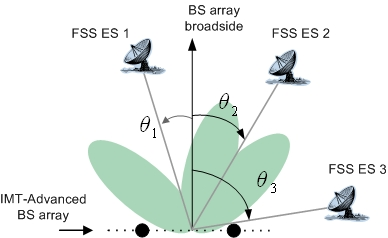 FSS ES 1
BS array
broadside
FSS ES 2
θ1
θ2
θ3
FSS ES 3
IMT-Advanced
BS array